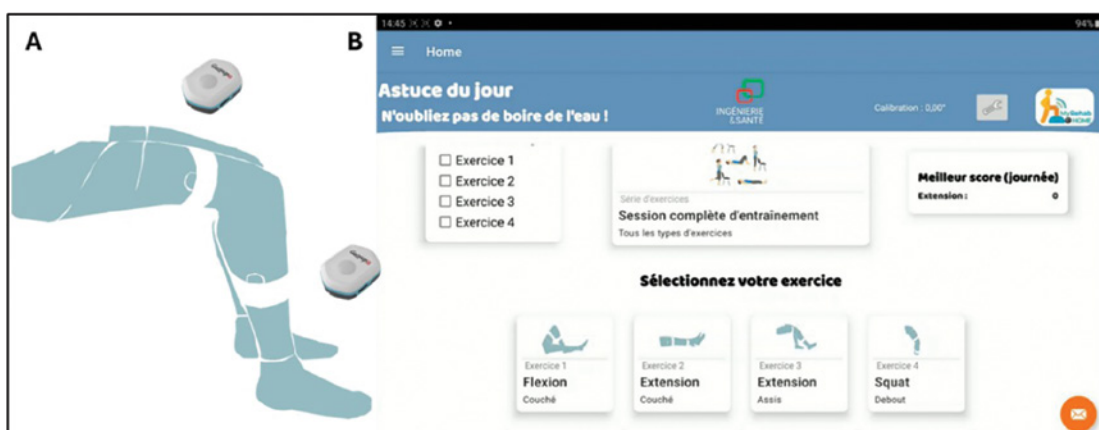 A
B
14:45
94%
Home
Astuce du jour
N'oubliez pas de boire de l'eau !
INGÉNIERIE
&SANTÉ
Calibration : 0,00°
MyRehab
HOME
Exercice 1
Exercice 2
Exercice 3
Exercice 4
Série d'exercices
Session complète d'entraînement
Tous les types d'exercices
Meilleur score (journée)
Extension : 0
Sélectionnez votre exercice
Exercice 1
Flexion
Couché
Exercice 2
Extension
Couché
Exercice 3
Extension
Assis
Exercice 4
Squat
Debout